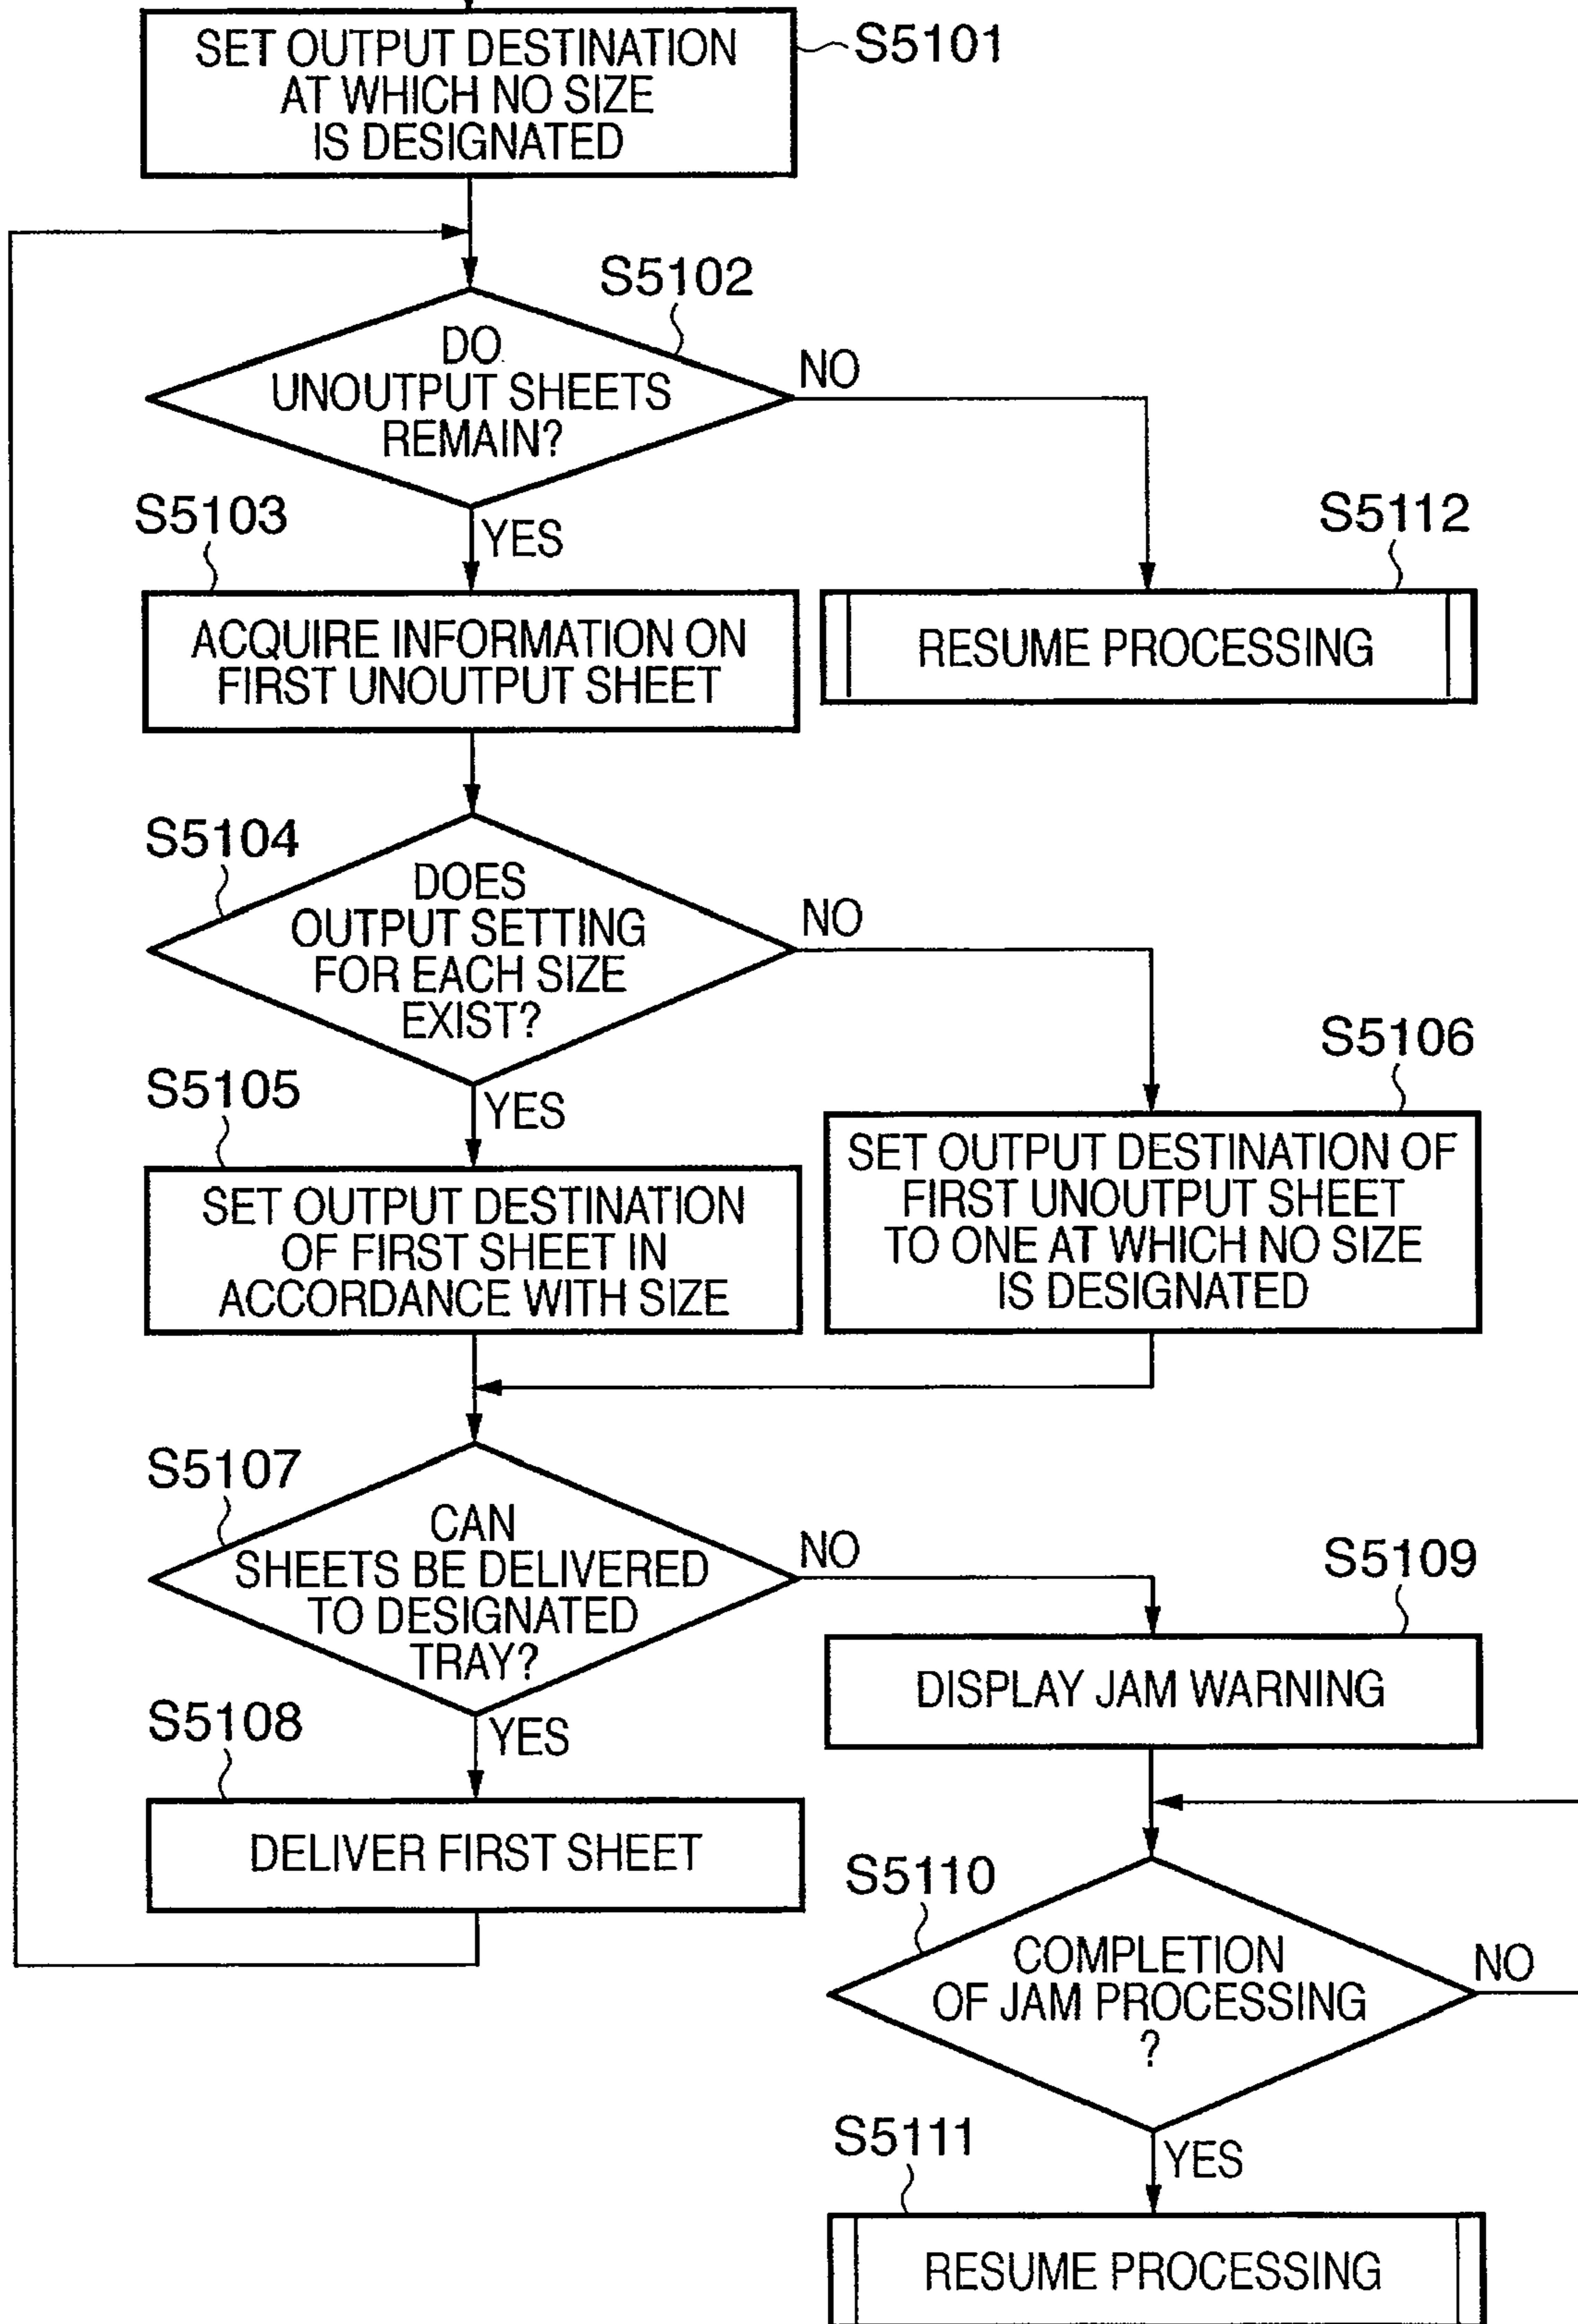 SET OUTPUT DESTINATION
AT WHICH NO SIZE
IS DESIGNATED
S5101
S5102
DO
UNOUTPUT SHEETS
REMAIN?
NO
YES
S5103
ACQUIRE INFORMATION ON
FIRST UNOUTPUT SHEET
S5112
RESUME PROCESSING
S5104
DOES
OUTPUT SETTING
FOR EACH SIZE
EXIST?
NO
YES
S5105
SET OUTPUT DESTINATION
OF FIRST SHEET IN
ACCORDANCE WITH SIZE
S5106
SET OUTPUT DESTINATION OF
FIRST UNOUTPUT SHEET
TO ONE AT WHICH NO SIZE
IS DESIGNATED
S5107
CAN
SHEETS BE DELIVERED
TO DESIGNATED
TRAY?
NO
YES
S5108
DELIVER FIRST SHEET
S5109
DISPLAY JAM WARNING
S5110
COMPLETION
OF JAM PROCESSING
?
NO
YES
S5111
RESUME PROCESSING